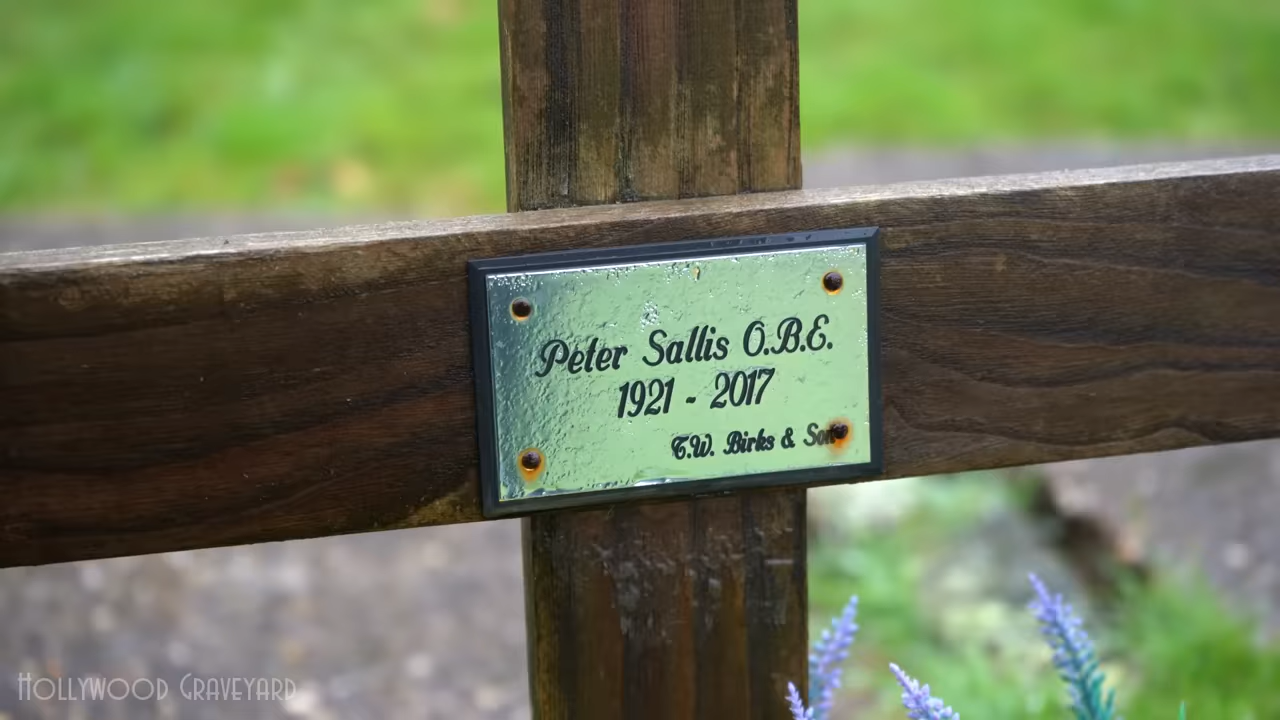 Peter Sallis O.B.E.
1921 - 2017
T.W. Birks & Son
HOLLYWOOD GRAVEYARD